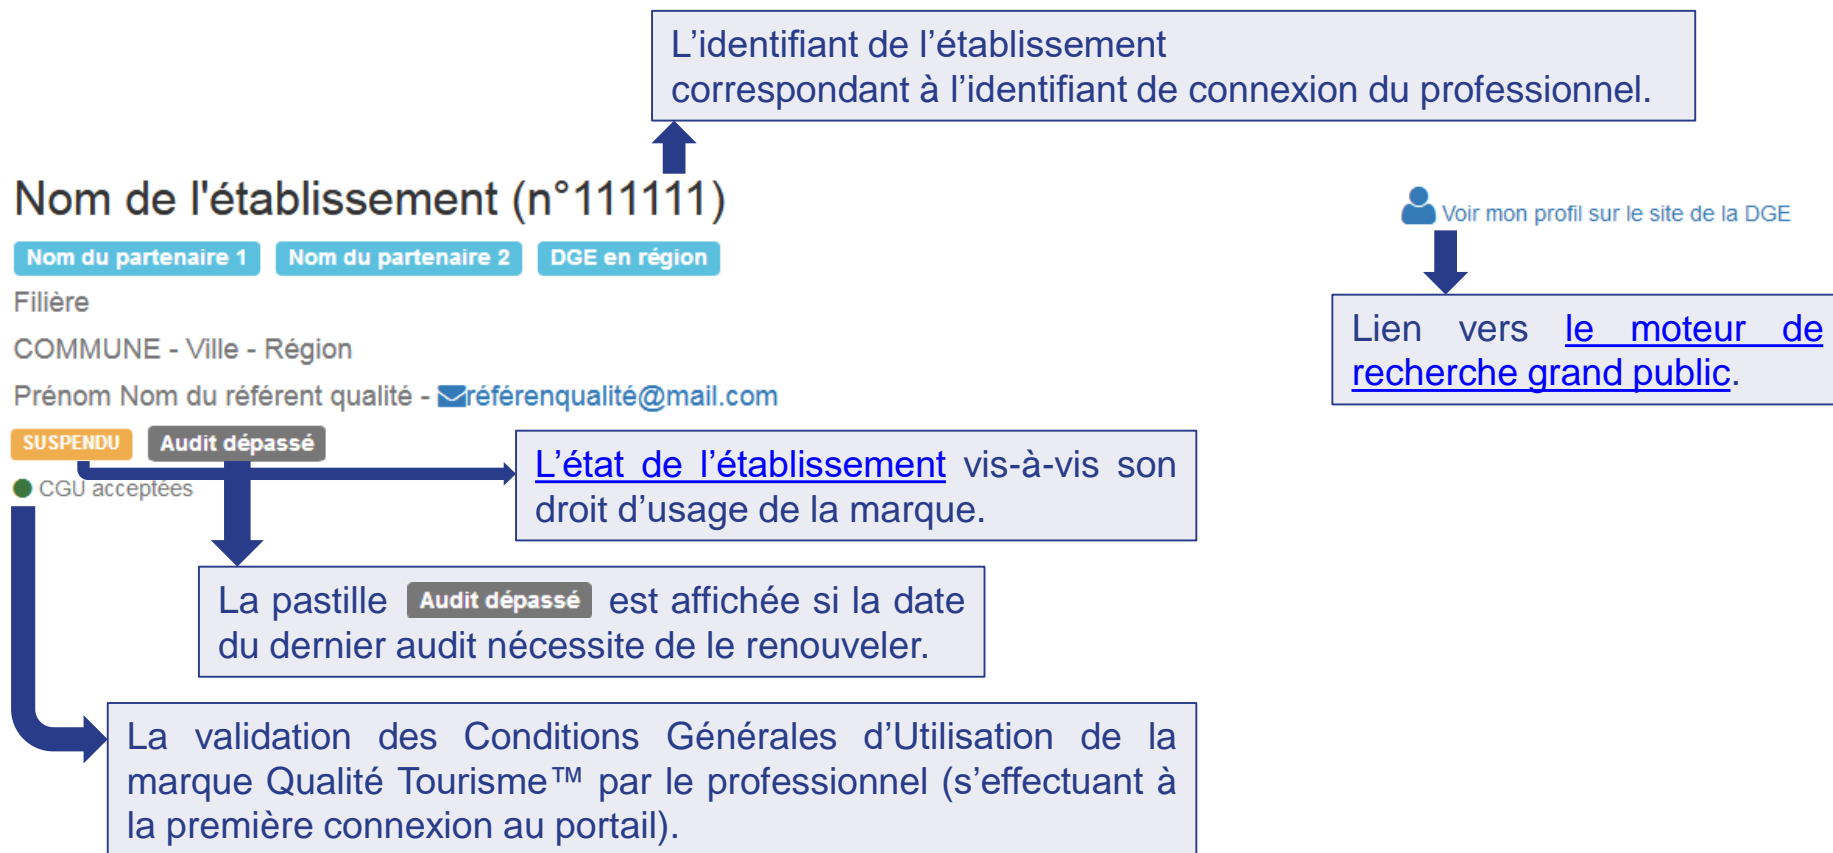 L’identifiant de l’établissement
correspondant à l’identifiant de connexion du professionnel.
Nom de l'établissement (n°111111)
Voir mon profil sur le site de la DGE
Nom du partenaire 1 Nom du partenaire 2 DGE en région
Filière
COMMUNE - Ville - Région
Prénom Nom du référent qualité - référenqualité@mail.com
Lien vers le moteur de
recherche grand public.
SUSPENDU Audit dépassé
CGU acceptées
L’état de l’établissement vis-à-vis son
droit d’usage de la marque.
La pastille Audit dépassé est affichée si la date
du dernier audit nécessite de le renouveler.
La validation des Conditions Générales d’Utilisation de la
marque Qualité Tourisme™ par le professionnel (s’effectuant à
la première connexion au portail).